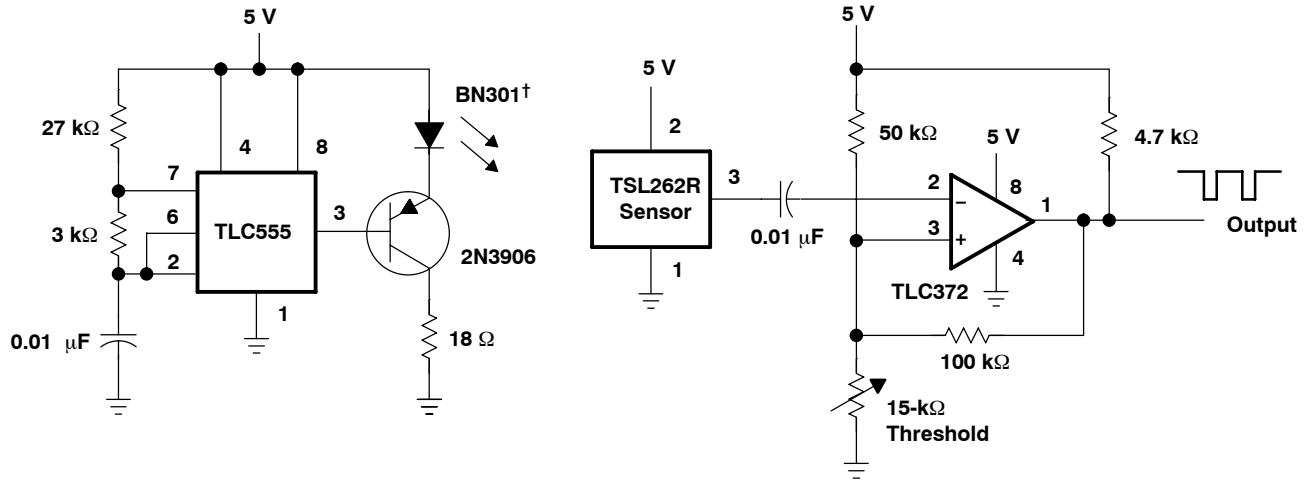 5 V
BN301†
27 kΩ
4
8
7
3 kΩ
6
TLC555
3
2
2N3906
1
0.01 μF
18 Ω
5 V
5 V
2
50 kΩ
4.7 kΩ
5 V
TSL262R
Sensor
3
0.01 μF
1
2
8
−
1
3
+
4
TLC372
Output
100 kΩ
15-kΩ
Threshold